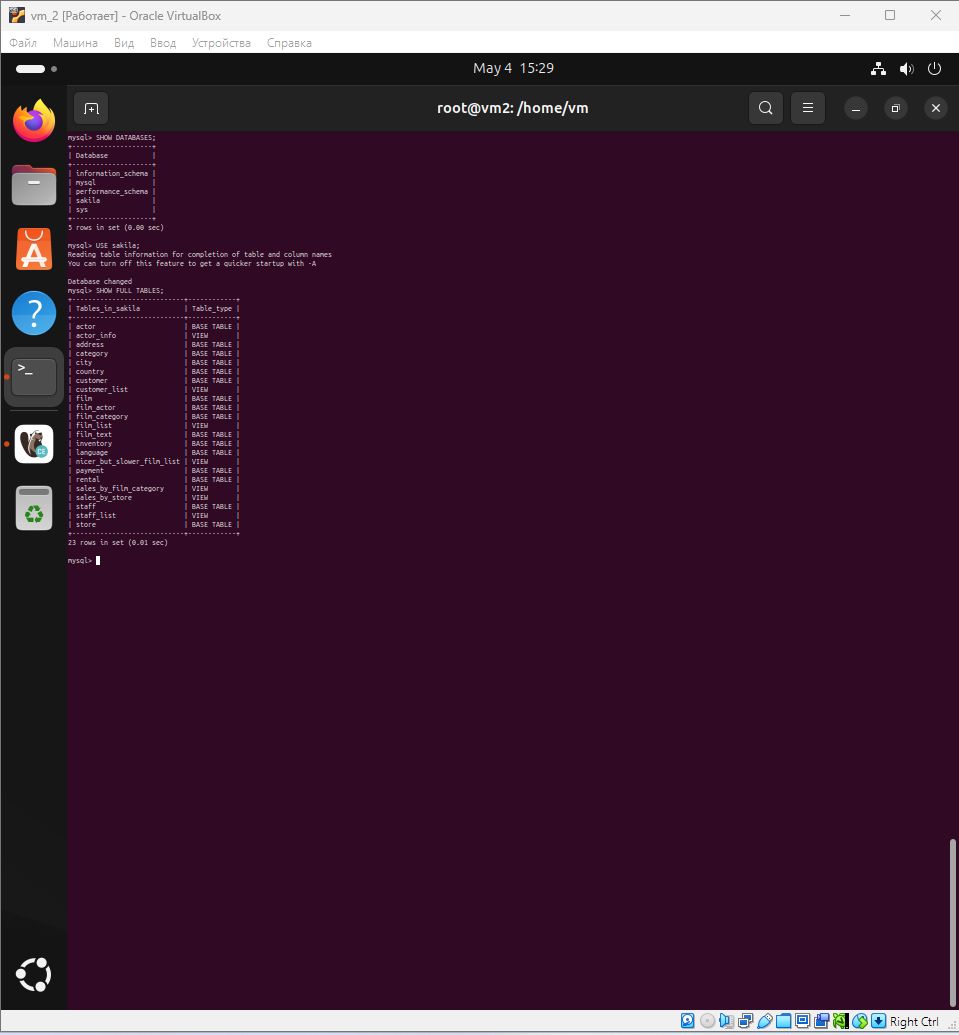 vm_2 [Работает] - Oracle VirtualBox
Файл Машина Вид Ввод Устройства Справка
May 4 15:29
root@vm2: /home/vm
mysql> SHOW DATABASES;
+--------------------+
| Database           |
+--------------------+
| information_schema |
| mysql              |
| performance_schema |
| sakila             |
| sys                |
+--------------------+
5 rows in set (0.00 sec)
mysql> USE sakila;
Reading table information for completion of table and column names
You can turn off this feature to get a quicker startup with -A
Database changed
mysql> SHOW FULL TABLES;
+----------------------------+------------+
| Tables_in_sakila           | Table_type |
+----------------------------+------------+
| actor                      | BASE TABLE |
| actor_info                 | VIEW       |
| address                    | BASE TABLE |
| category                   | BASE TABLE |
| city                       | BASE TABLE |
| country                    | BASE TABLE |
| customer                   | BASE TABLE |
| customer_list              | VIEW       |
| film                       | BASE TABLE |
| film_actor                 | BASE TABLE |
| film_category              | BASE TABLE |
| film_list                  | VIEW       |
| film_text                  | BASE TABLE |
| inventory                  | BASE TABLE |
| language                   | BASE TABLE |
| nicer_but_slower_film_list | VIEW       |
| payment                    | BASE TABLE |
| rental                     | BASE TABLE |
| sales_by_film_category     | VIEW       |
| sales_by_store             | VIEW       |
| staff                      | BASE TABLE |
| staff_list                 | VIEW       |
| store                      | BASE TABLE |
+----------------------------+------------+
23 rows in set (0.01 sec)
mysql>
CE
Right Ctrl